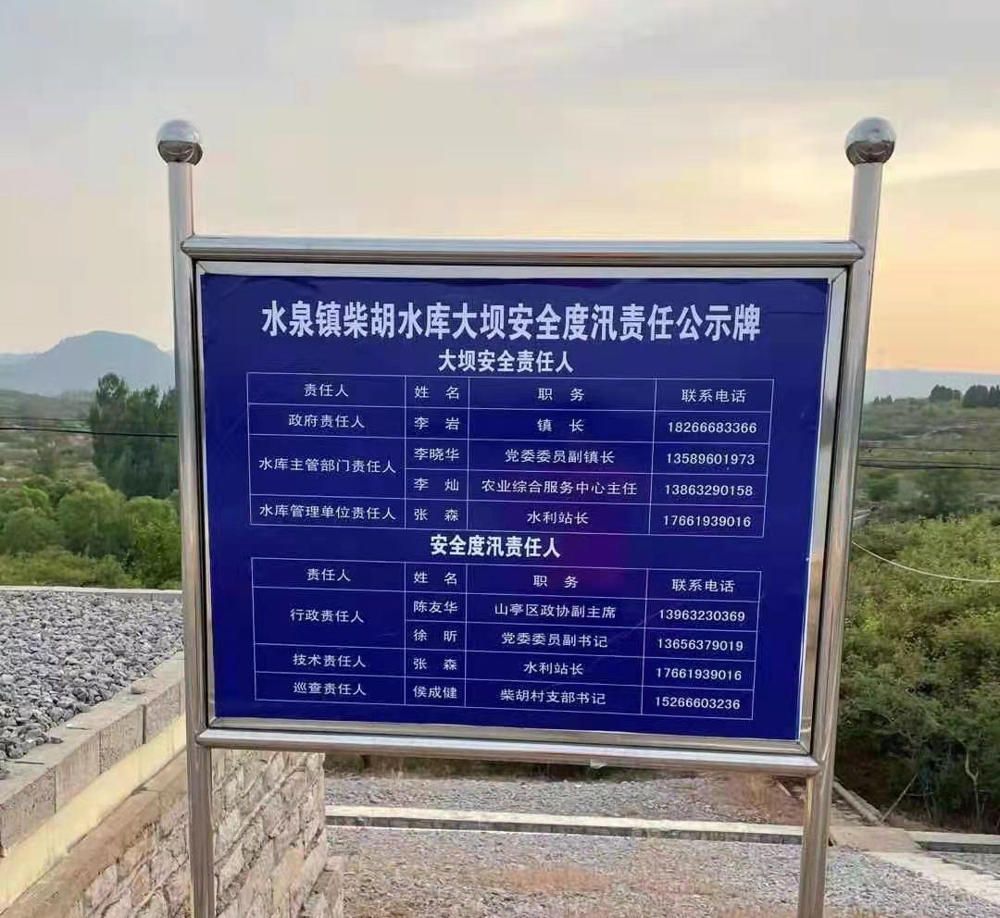 水泉镇柴胡水库大坝安全度汛责任公示牌
大坝安全责任人
责任人 姓 名 职 务 联系电话
政府责任人 李 岩 镇 长 18266683366
水库主管部门责任人 李晓华 党委委员副镇长 13589601973
李 灿 农业综合服务中心主任 13863290158
水库管理单位责任人 张 森 水利站长 17661939016
安全度汛责任人
责任人 姓 名 职 务 联系电话
行政责任人 陈友华 山亭区政协副主席 13963230369
徐 昕 党委委员副书记 13656379019
技术责任人 张 森 水利站长 17661939016
巡查责任人 侯成健 柴胡村支部书记 15266603236